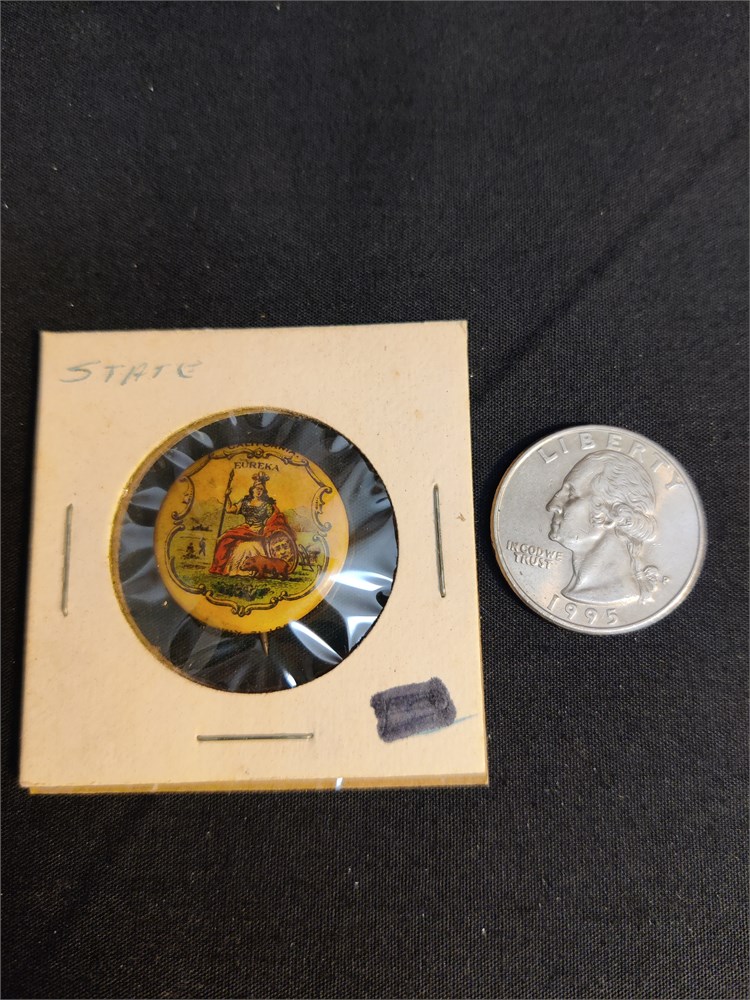 STATE
EUREKA
LIBERTY
IN GOD WE
TRUST
P
1995